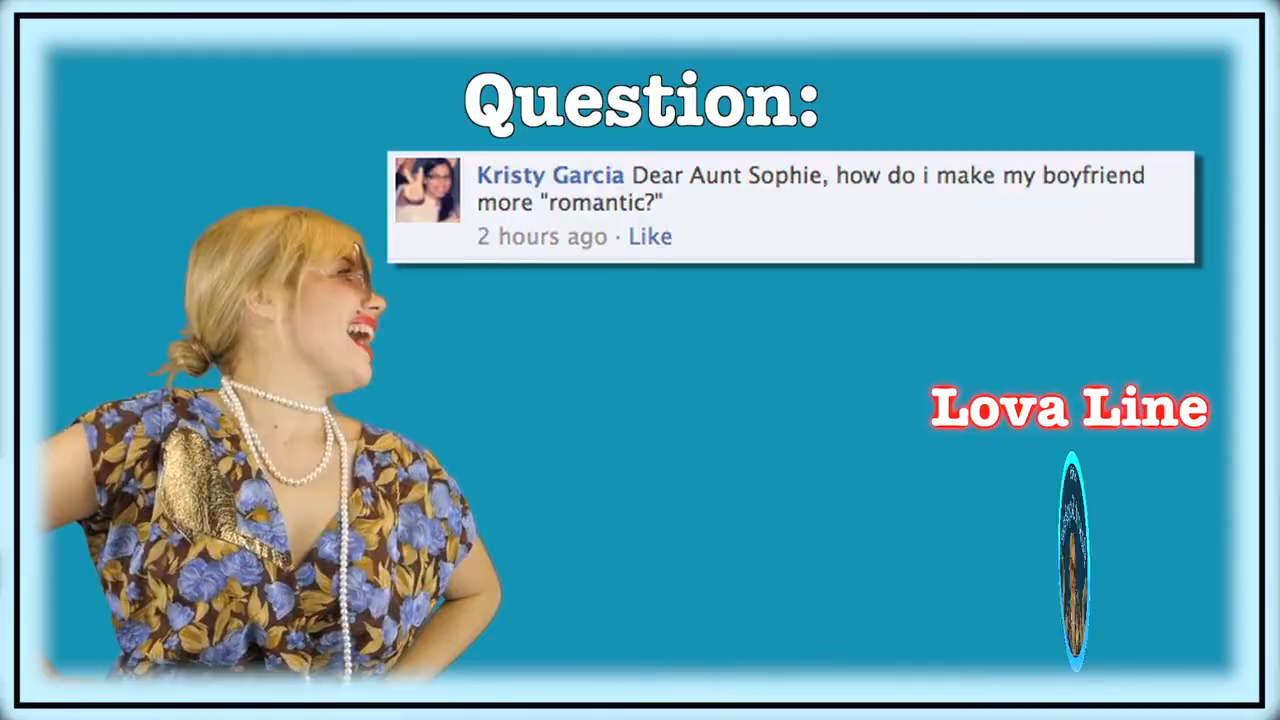 Question:
Kristy Garcia Dear Aunt Sophie, how do i make my boyfriend
more "romantic?"
2 hours ago · Like
Lova Line